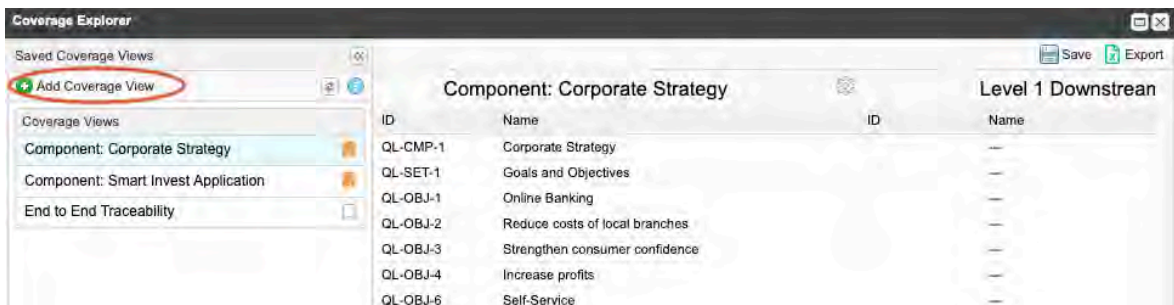 Coverage Explorer
Saved Coverage Views
Save Export
Add Coverage View
Component: Corporate Strategy Level 1 Downstrean
Coverage Views
ID Name ID Name
Component: Corporate Strategy
Component: Smart Invest Application
End to End Traceability
QL-CMP-1 Corporate Strategy —
QL-SET-1 Goals and Objectives —
QL-OBJ-1 Online Banking —
QL-OBJ-2 Reduce costs of local branches —
QL-OBJ-3 Strengthen consumer confidence —
QL-OBJ-4 Increase profits —
QL-OBJ-6 Self-Service —